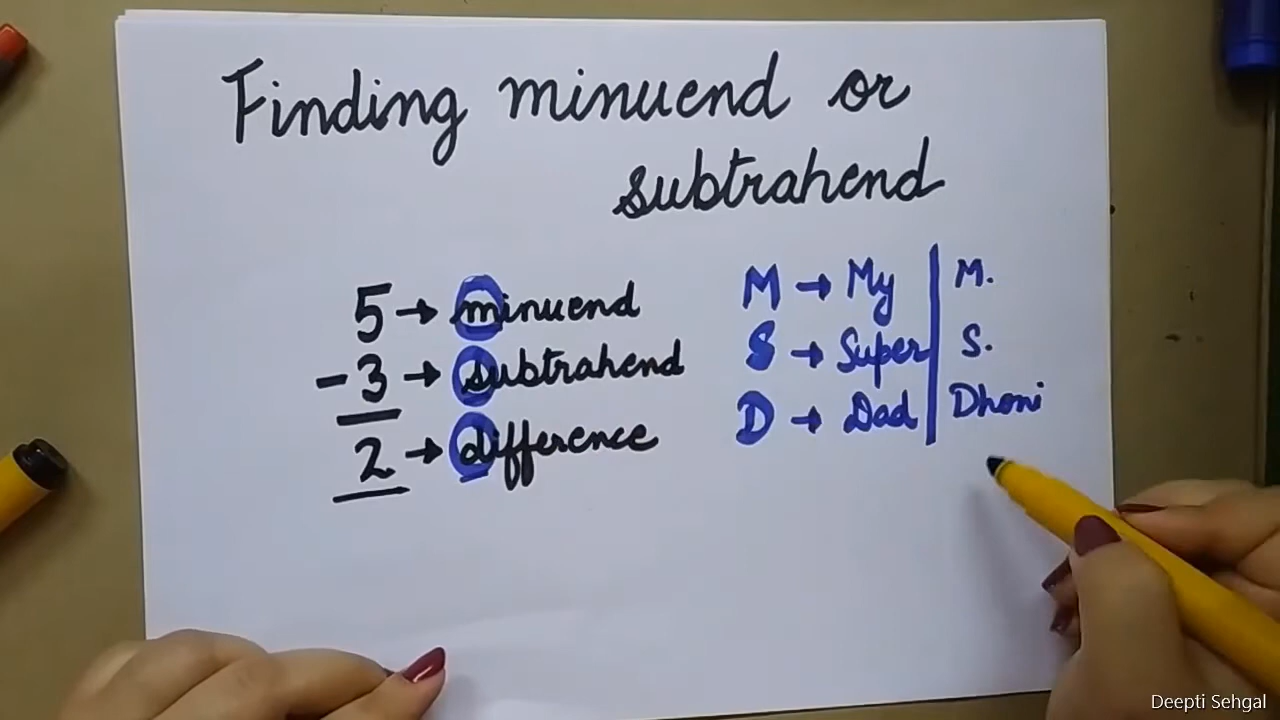 Finding minuend or
subtrahend
5 → minuend
- 3 → subtrahend
2 → difference
M → My
S → Super
D → Dad
M.
S.
Dhoni
Deepti Sehgal